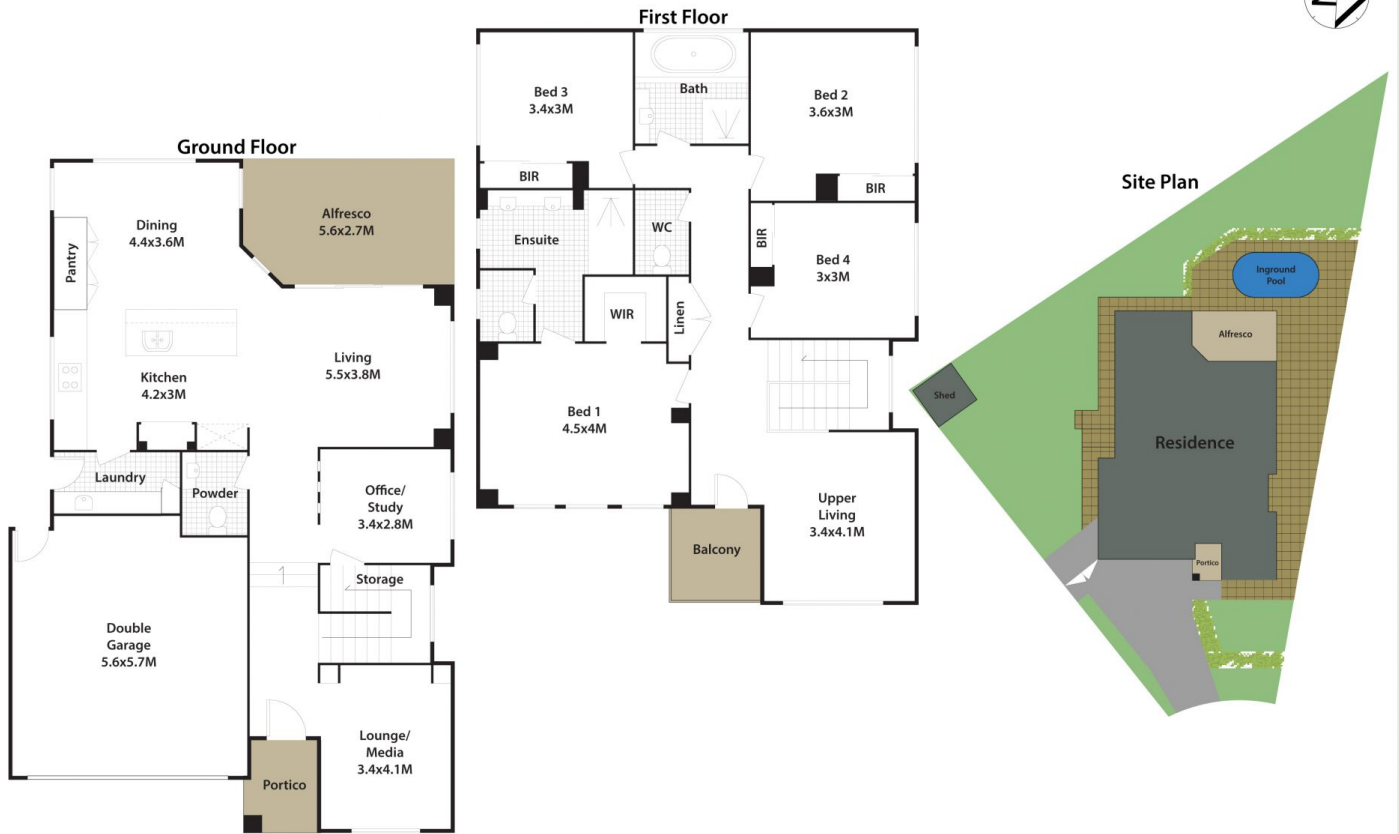 First Floor
Bed 3
3.4x3M
Bath
Bed 2
3.6x3M
BIR
BIR
Ensuite
WC
BIR
Bed 4
3x3M
WIR
Linen
Bed 1
4.5x4M
Balcony
Upper
Living
3.4x4.1M
Ground Floor
Dining
4.4x3.6M
Alfresco
5.6x2.7M
Pantry
Kitchen
4.2x3M
Living
5.5x3.8M
Laundry
Powder
Office/
Study
3.4x2.8M
Storage
1
Double
Garage
5.6x5.7M
Lounge/
Media
3.4x4.1M
Portico
Site Plan
Inground
Pool
Alfresco
Shed
Residence
Portico